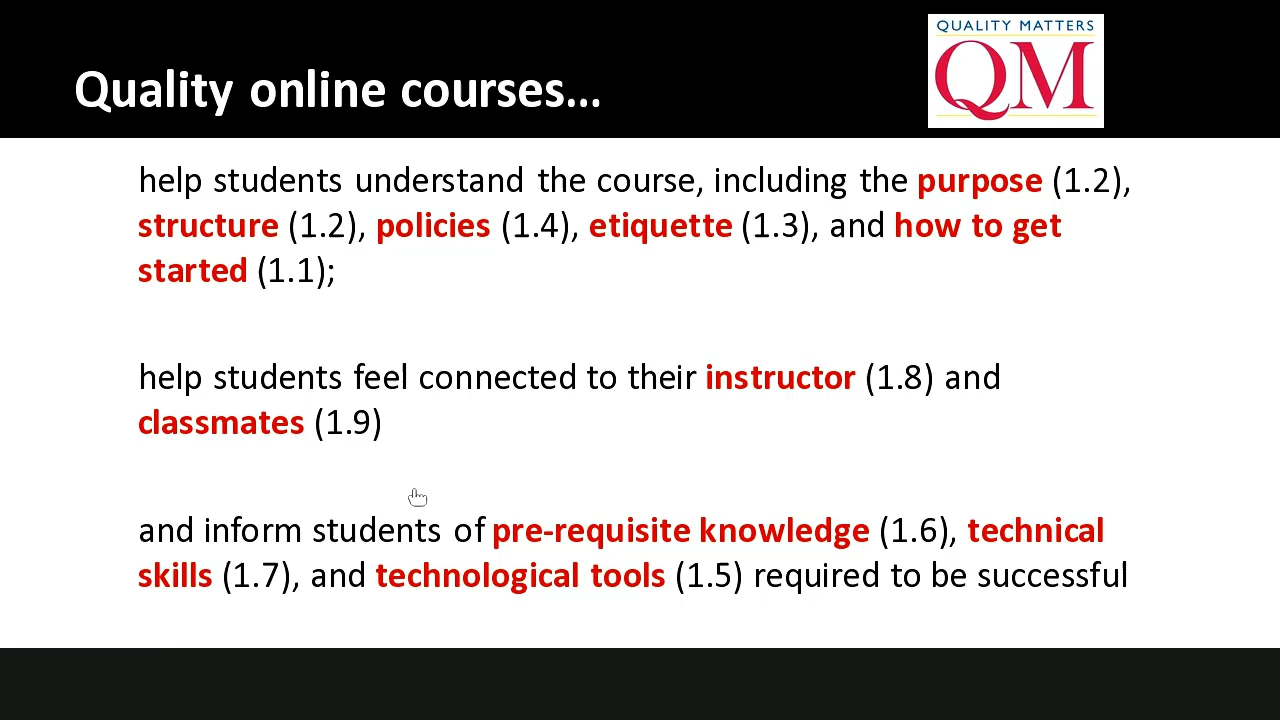 QUALITY MATTERS
QM
Quality online courses...
help students understand the course, including the purpose (1.2),
structure (1.2), policies (1.4), etiquette (1.3), and how to get
started (1.1);
help students feel connected to their instructor (1.8) and
classmates (1.9)
and inform students of pre-requisite knowledge (1.6), technical
skills (1.7), and technological tools (1.5) required to be successful